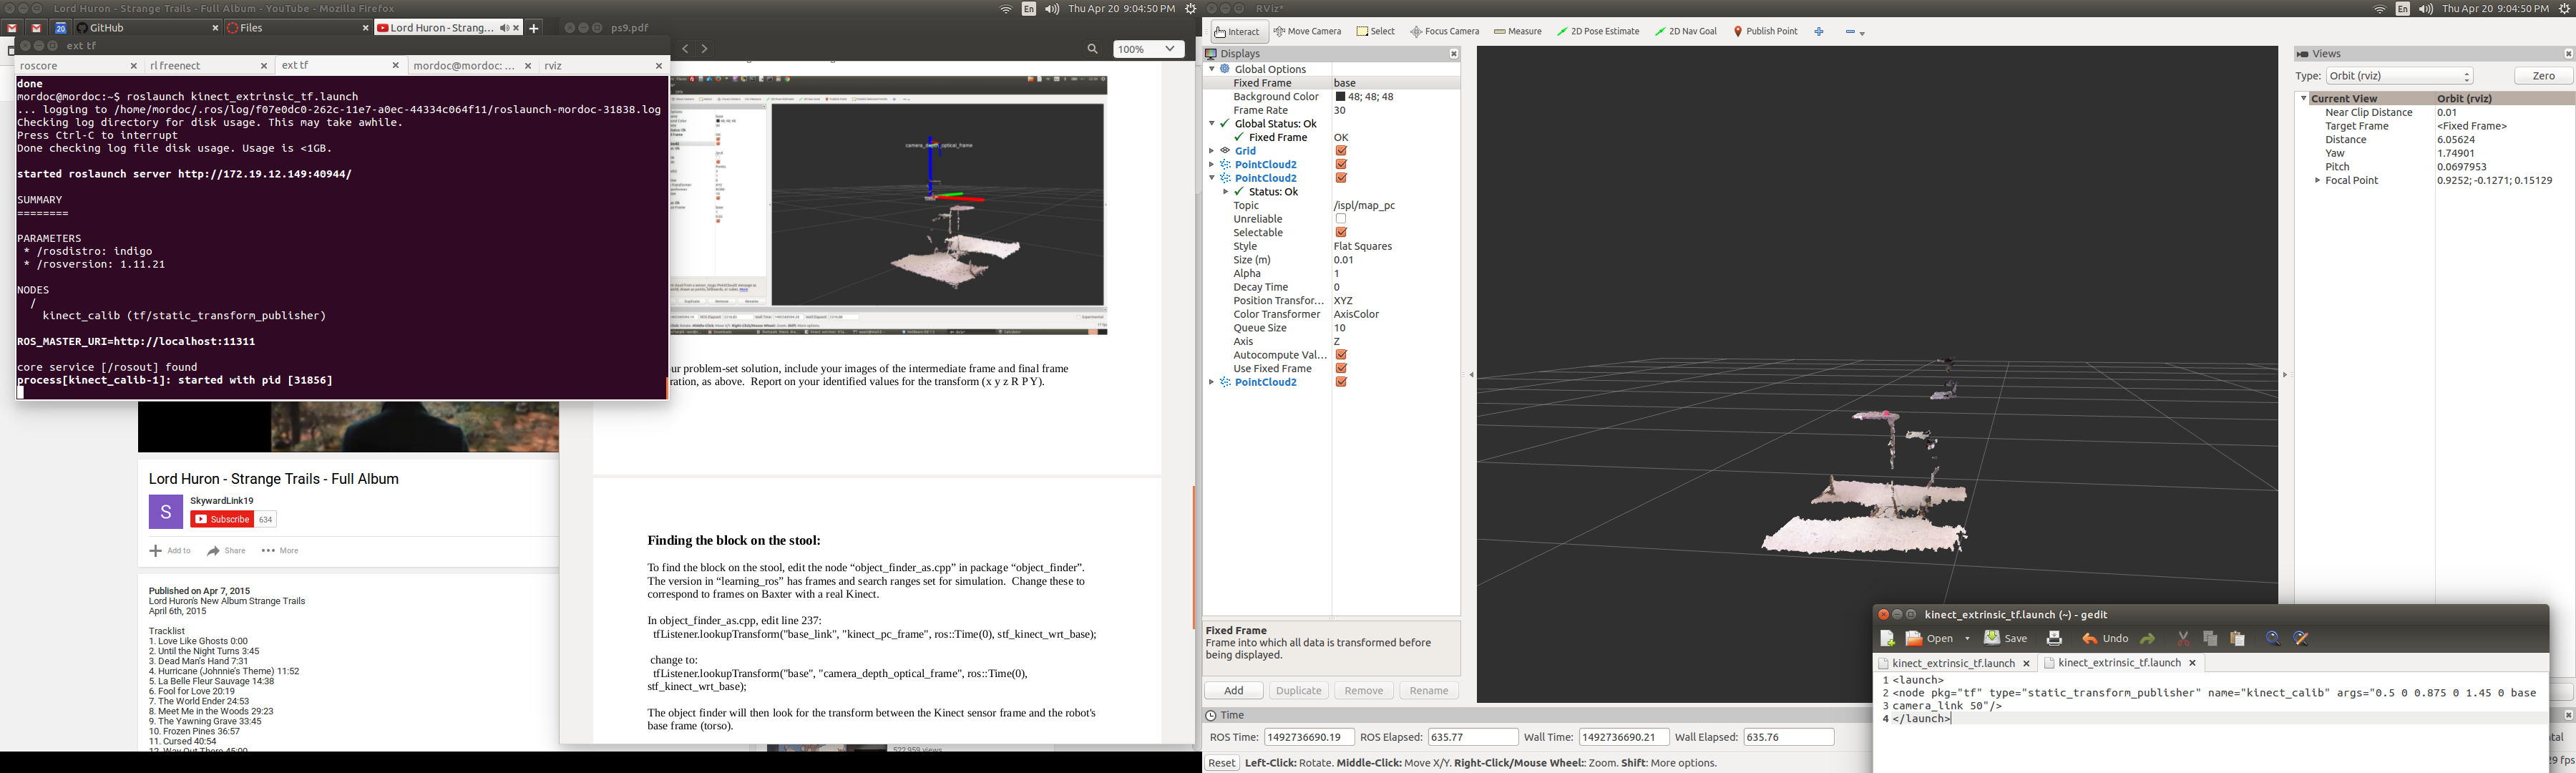 Lord Huron - Strange Trails - Full Album - YouTube - Mozilla Firefox
En
Thu Apr 20 9:04:50 PM
GitHub
Files
Lord Huron - Strang...
ps9.pdf
100%
ext tf
roscore
rl freenect
ext tf
mordoc@mordoc: ...
rviz
done
mordoc@mordoc:~$ roslaunch kinect_extrinsic_tf.launch
... logging to /home/mordoc/.ros/log/f07e0dc0-262c-11e7-a0ec-44334c064f11/roslaunch-mordoc-31838.log
Checking log directory for disk usage. This may take awhile.
Press Ctrl-C to interrupt
Done checking log file disk usage. Usage is <1GB.
started roslaunch server http://172.19.12.149:40944/
SUMMARY
========
PARAMETERS
* /rosdistro: indigo
* /rosversion: 1.11.21
NODES
/
kinect_calib (tf/static_transform_publisher)
ROS_MASTER_URI=http://localhost:11311
core service [/rosout] found
process[kinect_calib-1]: started with pid [31856]
camera_depth_optical_frame
ur problem-set solution, include your images of the intermediate frame and final frame
ration, as above. Report on your identified values for the transform (x y z R P Y).
Finding the block on the stool:
To find the block on the stool, edit the node “object_finder_as.cpp” in package “object_finder”.
The version in “learning_ros” has frames and search ranges set for simulation. Change these to
correspond to frames on Baxter with a real Kinect.
In object_finder_as.cpp, edit line 237:
tfListener.lookupTransform("base_link", "kinect_pc_frame", ros::Time(0), stf_kinect_wrt_base);
change to:
tfListener.lookupTransform("base", "camera_depth_optical_frame", ros::Time(0),
stf_kinect_wrt_base);
The object finder will then look for the transform between the Kinect sensor frame and the robot's
base frame (torso).
Lord Huron - Strange Trails - Full Album
S
SkywardLink19
Subscribe
634
Add to
Share
More
Published on Apr 7, 2015
Lord Huron's New Album Strange Trails
April 6th, 2015
Tracklist
1. Love Like Ghosts 0:00
2. Until the Night Turns 3:45
3. Dead Man's Hand 7:31
4. Hurricane (Johnnie's Theme) 11:52
5. La Belle Fleur Sauvage 14:38
6. Fool for Love 20:19
7. The World Ender 24:53
8. Meet Me in the Woods 29:23
9. The Yawning Grave 33:45
10. Frozen Pines 36:57
11. Cursed 40:54
12. Way Out There 45:00
522,959 views
RViz*
En
Thu Apr 20 9:04:50 PM
Interact
Move Camera
Select
Focus Camera
Measure
2D Pose Estimate
2D Nav Goal
Publish Point
Displays
Global Options
Fixed Frame base
Background Color 48; 48; 48
Frame Rate 30
Global Status: Ok
Fixed Frame OK
Grid
PointCloud2
PointCloud2
Status: Ok
Topic /ispl/map_pc
Unreliable
Selectable
Style Flat Squares
Size (m) 0.01
Alpha 1
Decay Time 0
Position Transfor... XYZ
Color Transformer AxisColor
Queue Size 10
Axis Z
Autocompute Val...
Use Fixed Frame
PointCloud2
Fixed Frame
Frame into which all data is transformed before
being displayed.
Add
Duplicate
Remove
Rename
Time
ROS Time: 1492736690.19 ROS Elapsed: 635.77 Wall Time: 1492736690.21 Wall Elapsed: 635.76
Reset Left-Click: Rotate. Middle-Click: Move X/Y. Right-Click/Mouse Wheel:: Zoom. Shift: More options.
Views
Type: Orbit (rviz) Zero
Current View Orbit (rviz)
Near Clip Distance 0.01
Target Frame <Fixed Frame>
Distance 6.05624
Yaw 1.74901
Pitch 0.0697953
Focal Point 0.9252; -0.1271; 0.15129
kinect_extrinsic_tf.launch (~) - gedit
Open
Save
Undo
kinect_extrinsic_tf.launch
kinect_extrinsic_tf.launch
1 <launch>
2 <node pkg="tf" type="static_transform_publisher" name="kinect_calib" args="0.5 0 0.875 0 1.45 0 base
3 camera_link 50"/>
4 </launch>
tal
29 fps